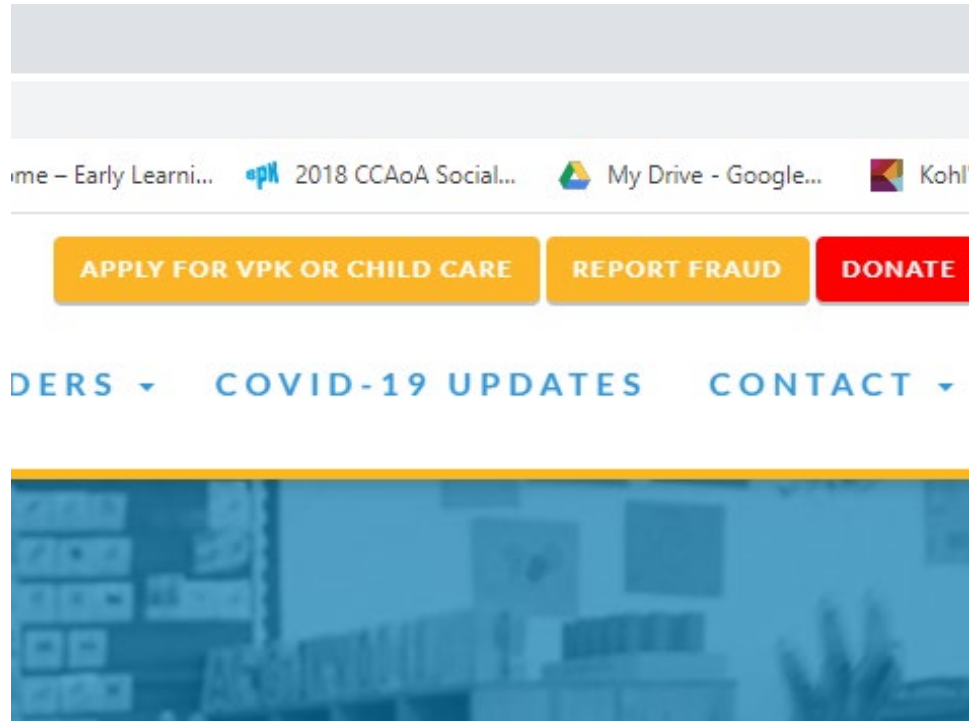 ome – Early Learni... 2018 CCAoA Social... My Drive - Google... Kohl'
APPLY FOR VPK OR CHILD CARE REPORT FRAUD DONATE
DERS COVID-19 UPDATES CONTACT